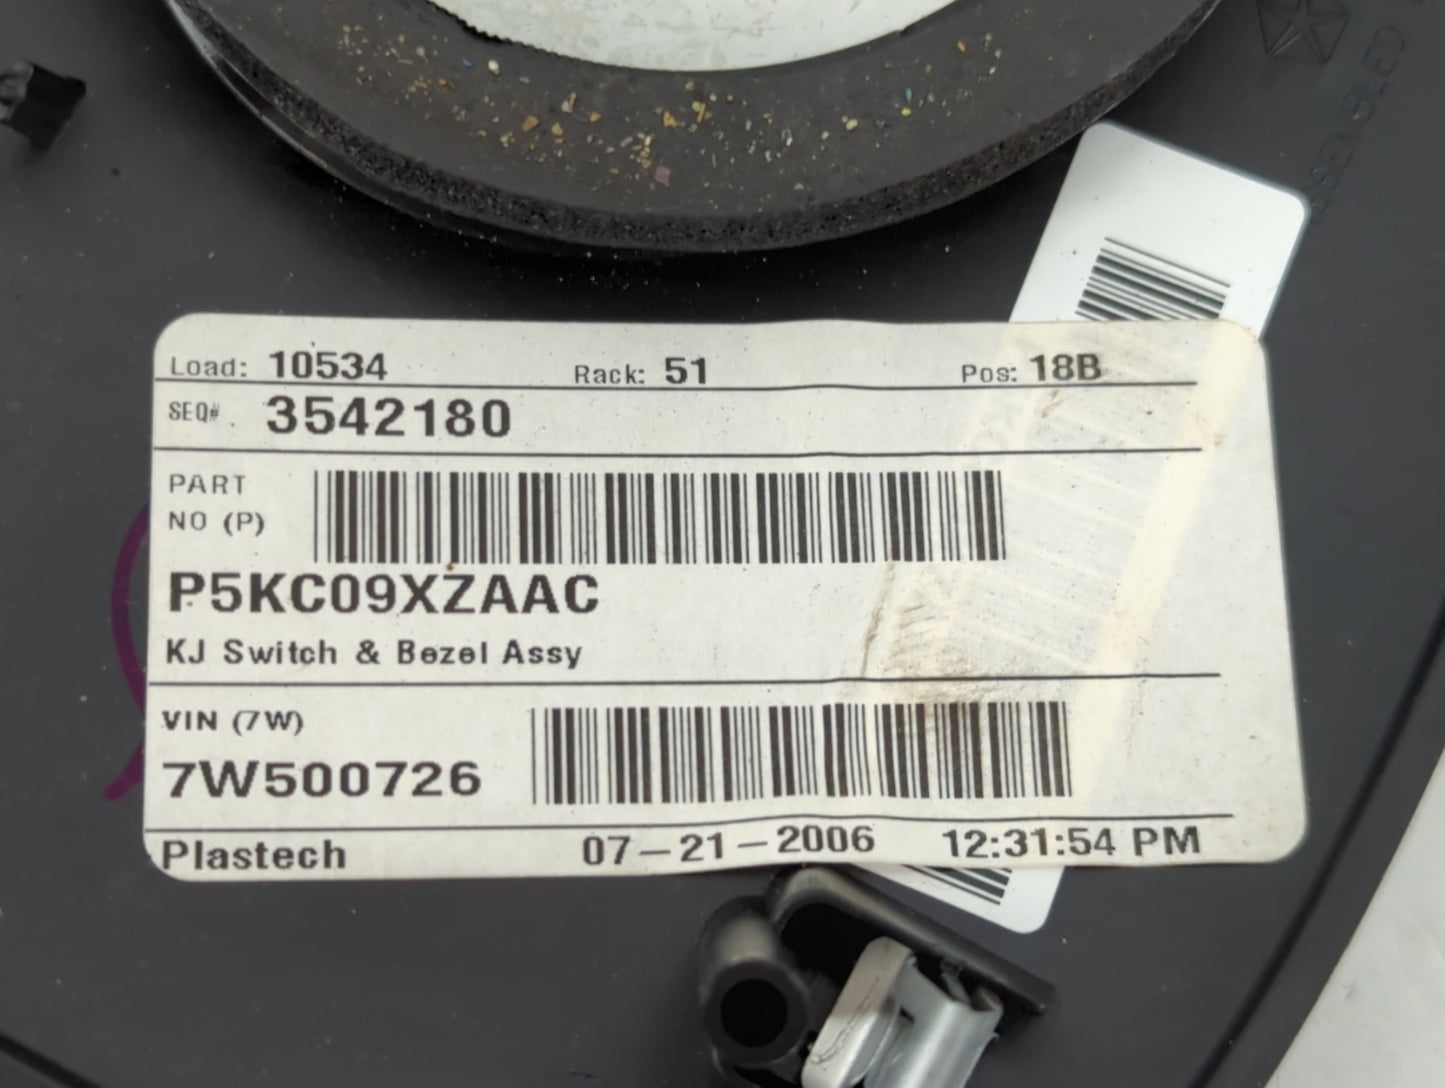 ASSEMBLED
Load: 10534 Rack: 51 Pos: 18B
SEQ# 3542180
PART
NO (P)
P5KC09XZAAC
KJ Switch & Bezel Assy
VIN (7W)
7W500726
Plastech 07-21-2006 12:31:54 PM